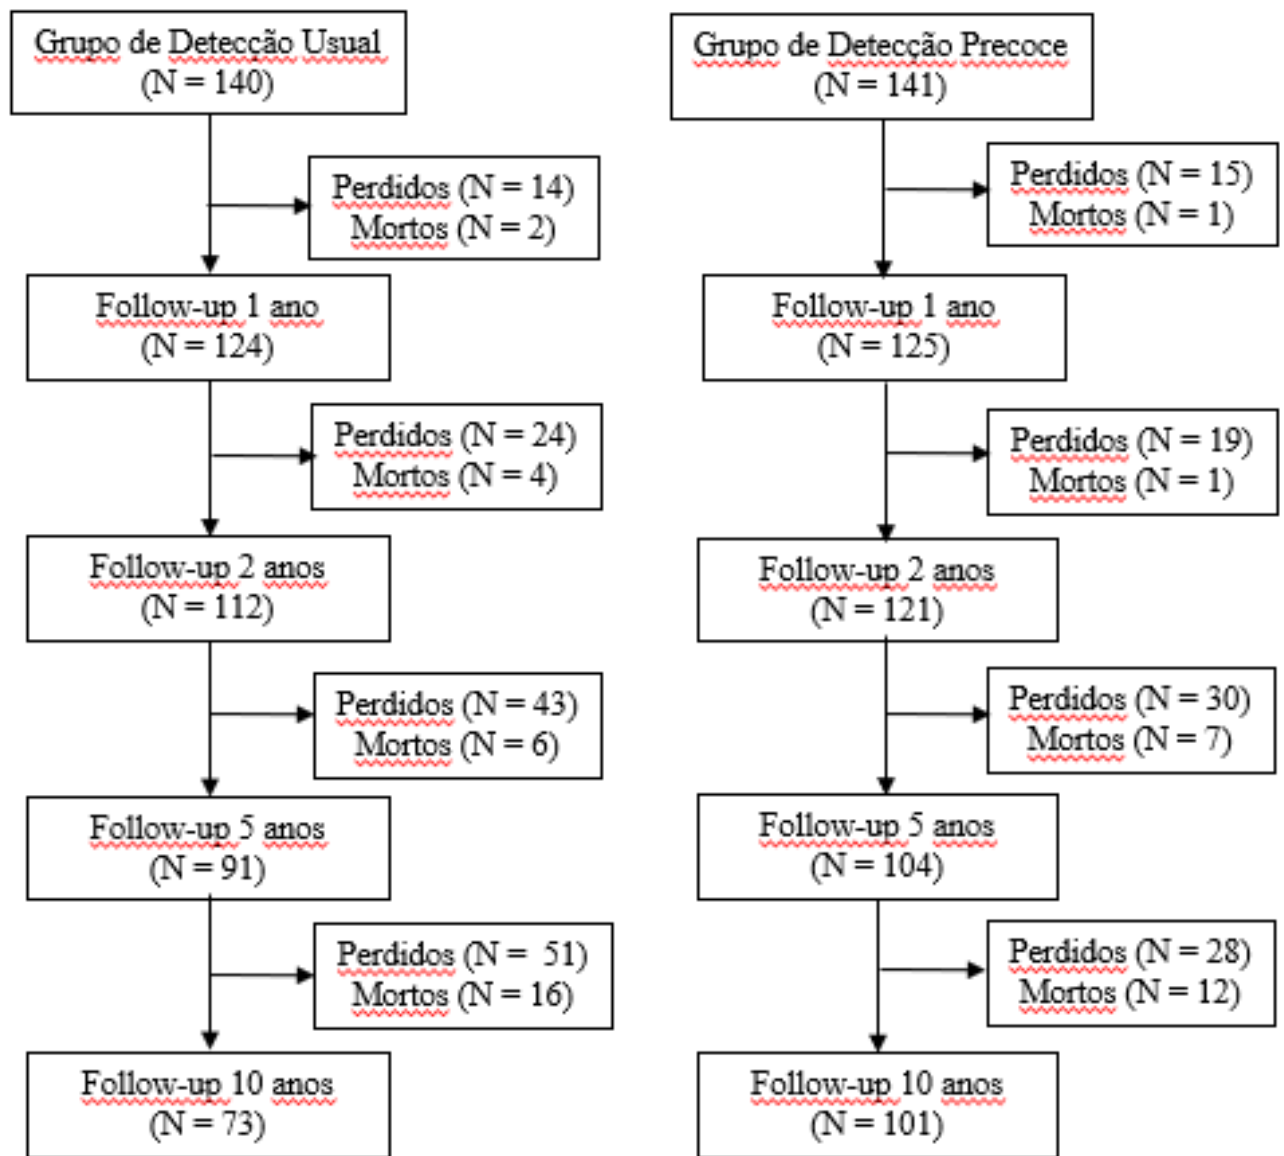 Grupo de Detecção Usual
(N = 140)
Perdidos (N = 14)
Mortos (N = 2)
Follow-up 1 ano
(N = 124)
Perdidos (N = 24)
Mortos (N = 4)
Follow-up 2 anos
(N = 112)
Perdidos (N = 43)
Mortos (N = 6)
Follow-up 5 anos
(N = 91)
Perdidos (N = 51)
Mortos (N = 16)
Follow-up 10 anos
(N = 73)
Grupo de Detecção Precoce
(N = 141)
Perdidos (N = 15)
Mortos (N = 1)
Follow-up 1 ano
(N = 125)
Perdidos (N = 19)
Mortos (N = 1)
Follow-up 2 anos
(N = 121)
Perdidos (N = 30)
Mortos (N = 7)
Follow-up 5 anos
(N = 104)
Perdidos (N = 28)
Mortos (N = 12)
Follow-up 10 anos
(N = 101)